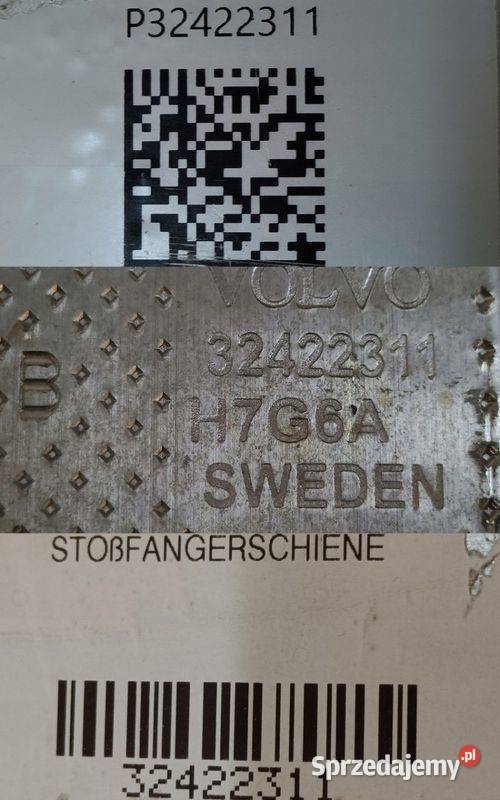 P32422311
VOLVO
32422311
B
H7G6A
SWEDEN
STOßFANGERSCHIENE
32422311
Sprzedajemy.pl